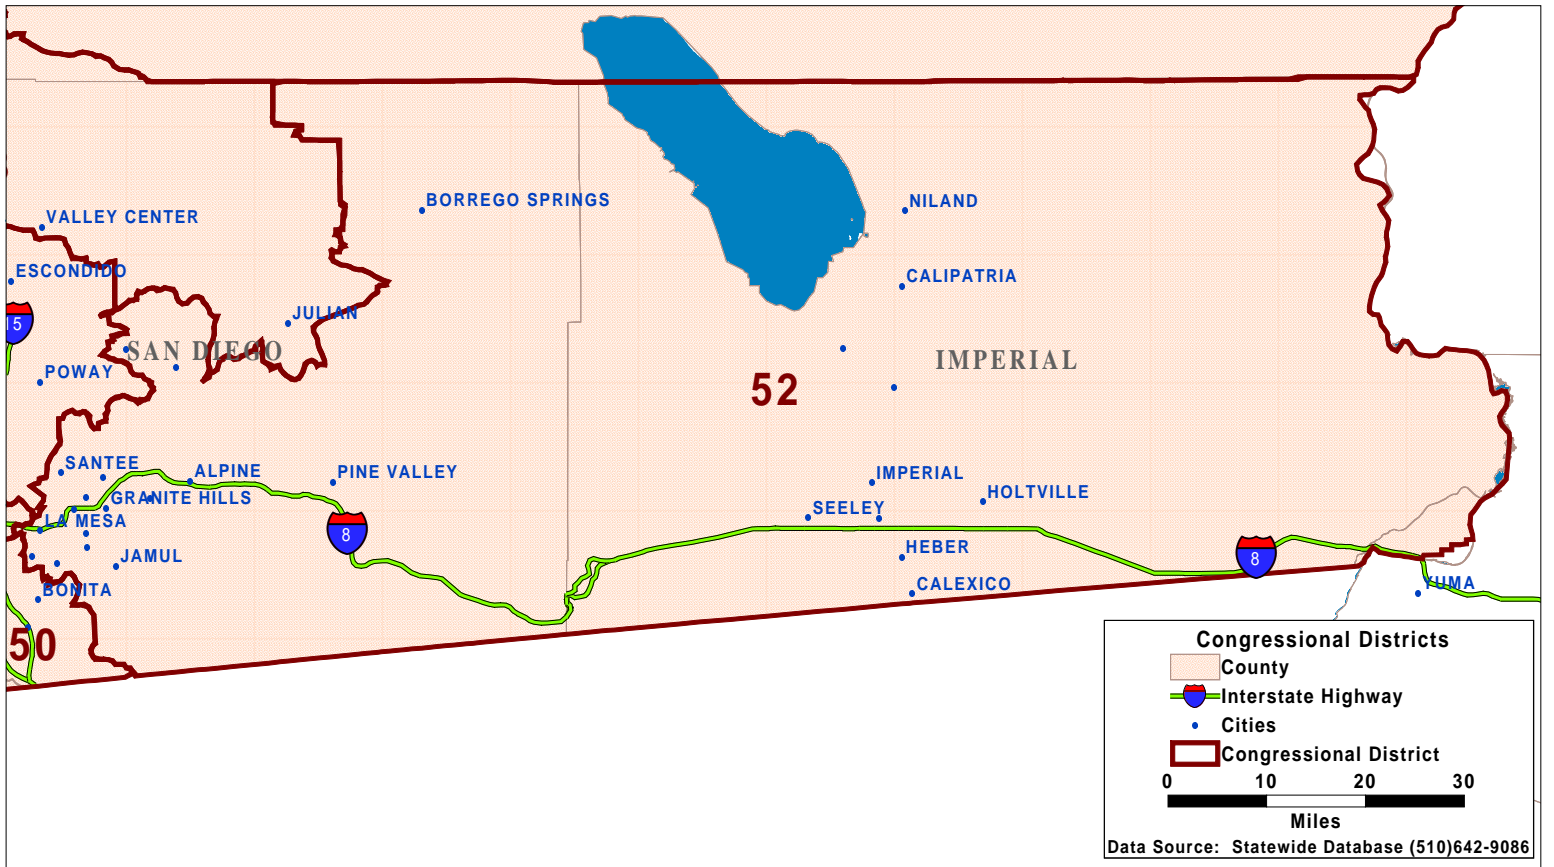 BORREGO SPRINGS
NILAND
VALLEY CENTER
ESCONDIDO
CALIPATRIA
15
JULIAN
SAN DIEGO
IMPERIAL
POWAY
52
SANTEE
ALPINE
PINE VALLEY
IMPERIAL
GRANITE HILLS
HOLTVILLE
SEELEY
LA MESA
8
JAMUL
HEBER
8
BONITA
CALEXICO
YUMA
50
Congressional Districts
County
Interstate Highway
Cities
Congressional District
0 10 20 30
Miles
Data Source: Statewide Database (510)642-9086